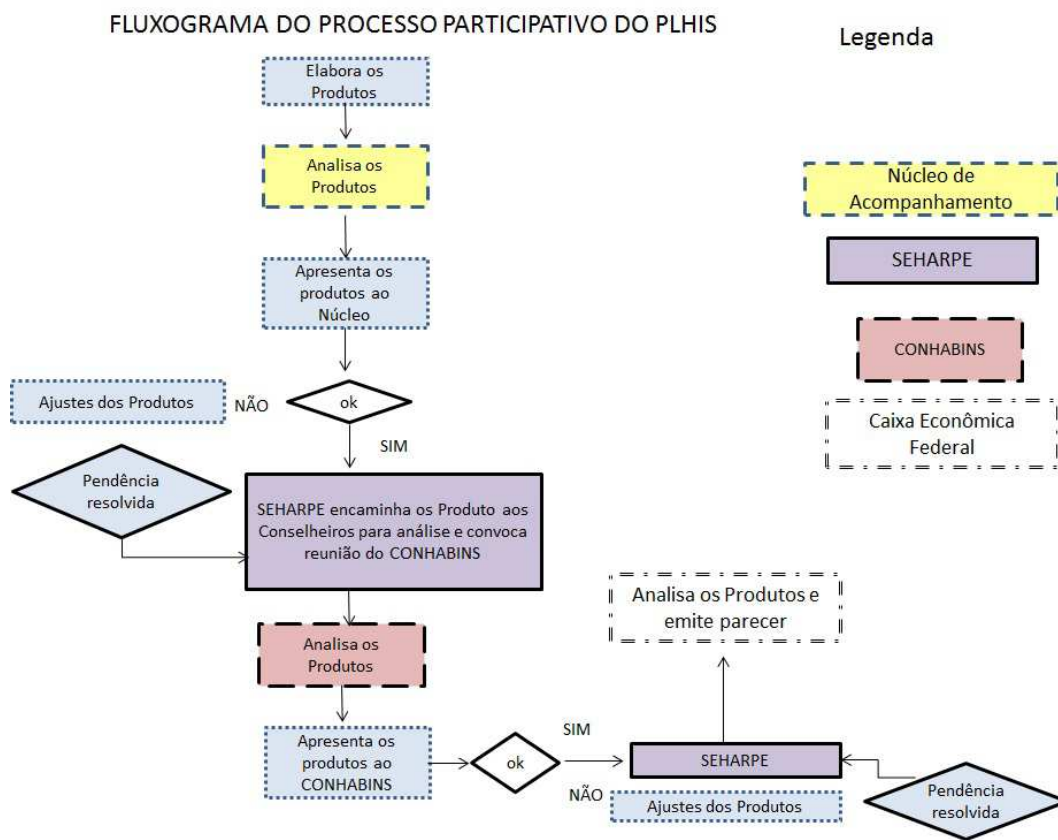 FLUXOGRAMA DO PROCESSO PARTICIPATIVO DO PLHIS
Legenda
Elabora os
Produtos
Analisa os
Produtos
Apresenta os
produtos ao
Núcleo
Ajustes dos Produtos
NÃO
ok
SIM
Pendência
resolvida
SEHARPE encaminha os Produto aos
Conselheiros para análise e convoca
reunião do CONHABINS
Analisa os
Produtos
Apresenta os
produtos ao
CONHABINS
ok
SIM
NÃO
SEHARPE
Ajustes dos Produtos
Pendência
resolvida
Analisa os Produtos e
emite parecer
Núcleo de
Acompanhamento
SEHARPE
CONHABINS
Caixa Econômica
Federal